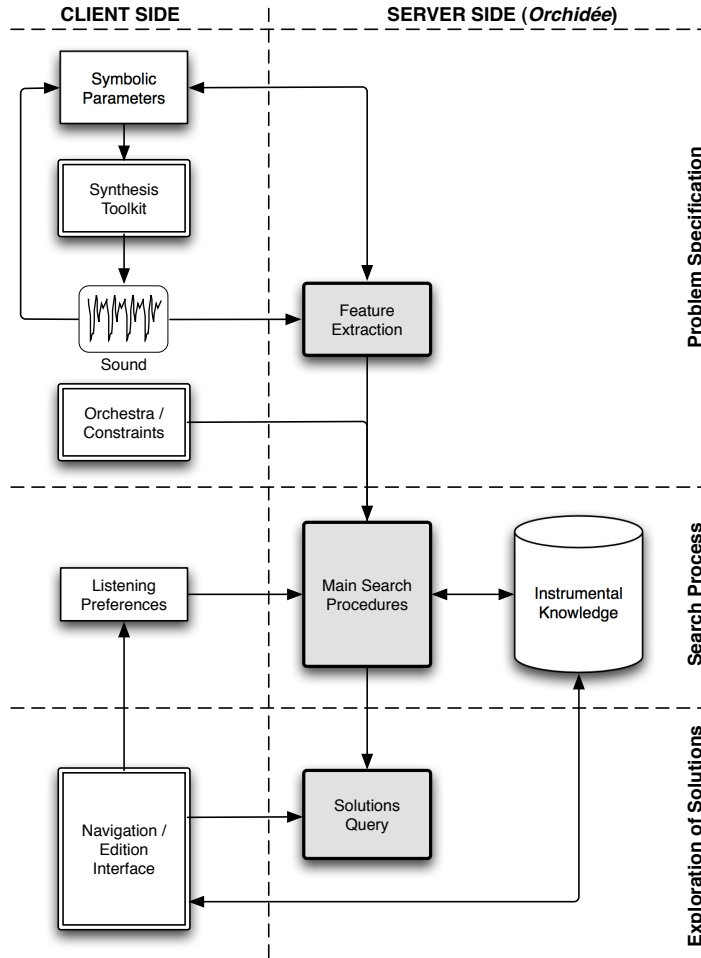 CLIENT SIDE
SERVER SIDE (Orchidée)
Symbolic
Parameters
Synthesis
Toolkit
Sound
Feature
Extraction
Orchestra /
Constraints
Problem Specification
Listening
Preferences
Main Search
Procedures
Instrumental
Knowledge
Search Process
Navigation /
Edition
Interface
Solutions
Query
Exploration of Solutions